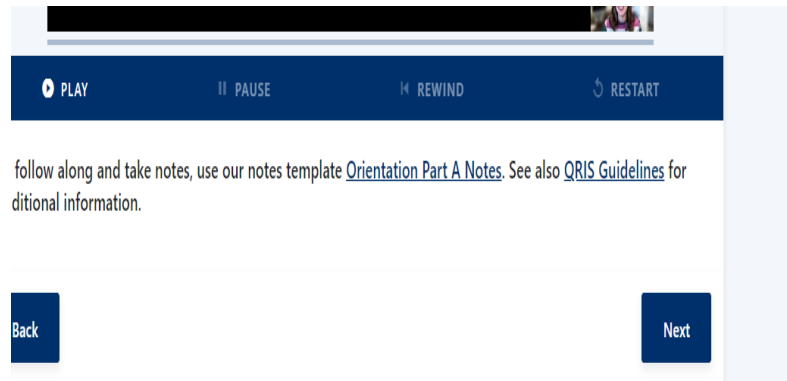 PLAY PAUSE REWIND RESTART
follow along and take notes, use our notes template Orientation Part A Notes. See also QRIS Guidelines for
ditional information.
Back Next